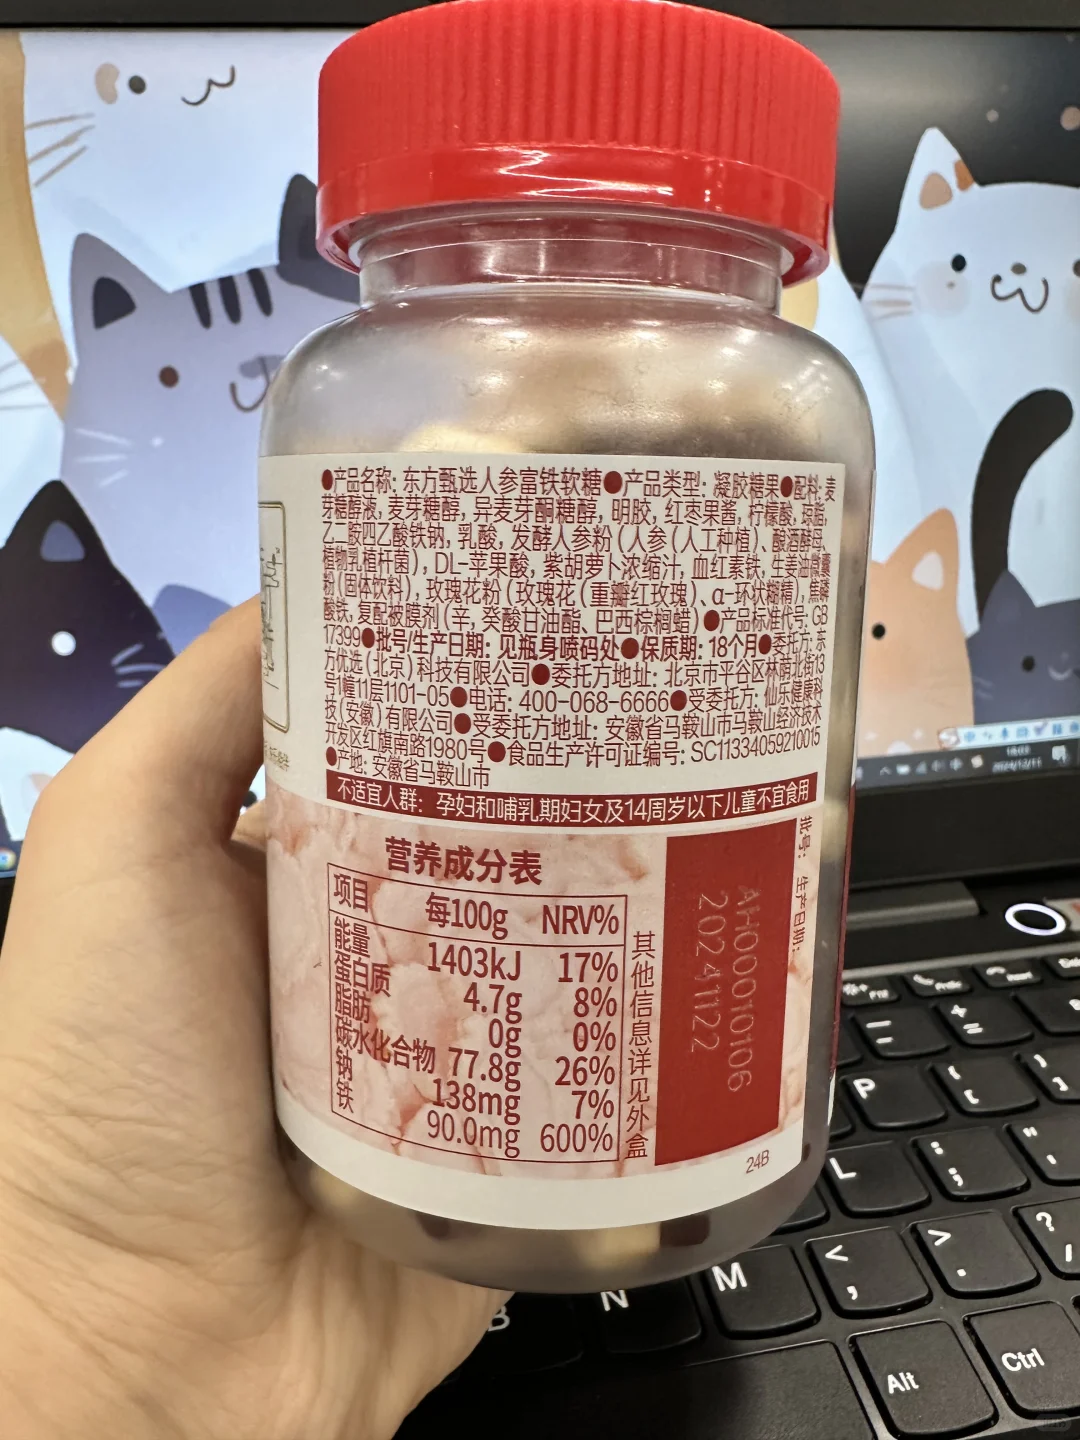 ●产品名称: 东方甄选人参富铁软糖●产品类型: 凝胶糖果●配料: 麦
芽糖醇液, 麦芽糖醇, 异麦芽酮糖醇, 明胶, 红枣果酱, 柠檬酸, 琼脂,
乙二胺四乙酸铁钠, 乳酸, 发酵人参粉 (人参 (人工种植)、酿酒酵母、
植物乳植杆菌), DL-苹果酸, 紫胡萝卜浓缩汁, 血红素铁, 生姜油微囊
粉 (固体饮料), 玫瑰花粉 (玫瑰花 (重瓣红玫瑰)、α-环状糊精), 焦磷
酸铁, 复配被膜剂 (辛, 癸酸甘油酯、巴西棕榈蜡) ●产品标准代号: GB
17399●批号/生产日期: 见瓶身喷码处●保质期: 18个月●委托方: 东
方优选 (北京) 科技有限公司●委托方地址: 北京市平谷区林荫北街13
号1幢11层1101-05●电话: 400-068-6666●受委托方: 仙乐健康科
技 (安徽) 有限公司●受委托方地址: 安徽省马鞍山市马鞍山经济技术
开发区红旗南路1980号●食品生产许可证编号: SC11334059210015
●产地: 安徽省马鞍山市
不适宜人群: 孕妇和哺乳期妇女及14周岁以下儿童不宜食用
营养成分表
项目 每100g NRV%
能量 1403kJ 17%
蛋白质 4.7g 8%
脂肪 0g 0%
碳水化合物 77.8g 26%
钠 138mg 7%
铁 90.0mg 600%
其他信息详见外盒
批号: 生产日期:
AH00010106
20241122
24B
P
L
M
N
B
Alt
Ctrl
2024/12/11